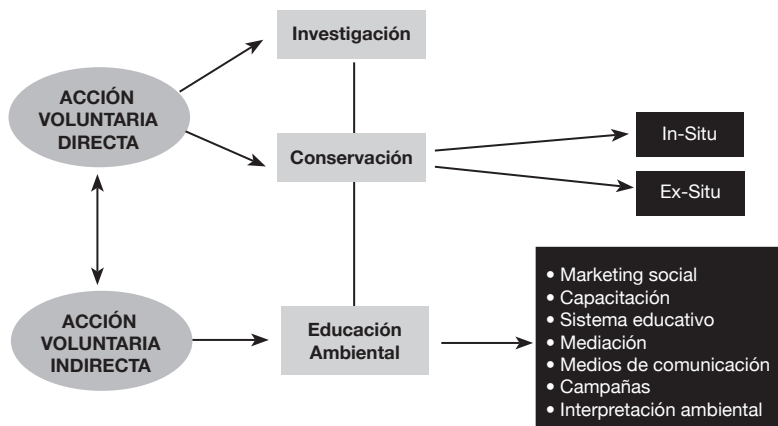 Investigación
ACCIÓN
VOLUNTARIA
DIRECTA
Conservación
In-Situ
Ex-Situ
ACCIÓN
VOLUNTARIA
INDIRECTA
Educación
Ambiental
• Marketing social
• Capacitación
• Sistema educativo
• Mediación
• Medios de comunicación
• Campañas
• Interpretación ambiental